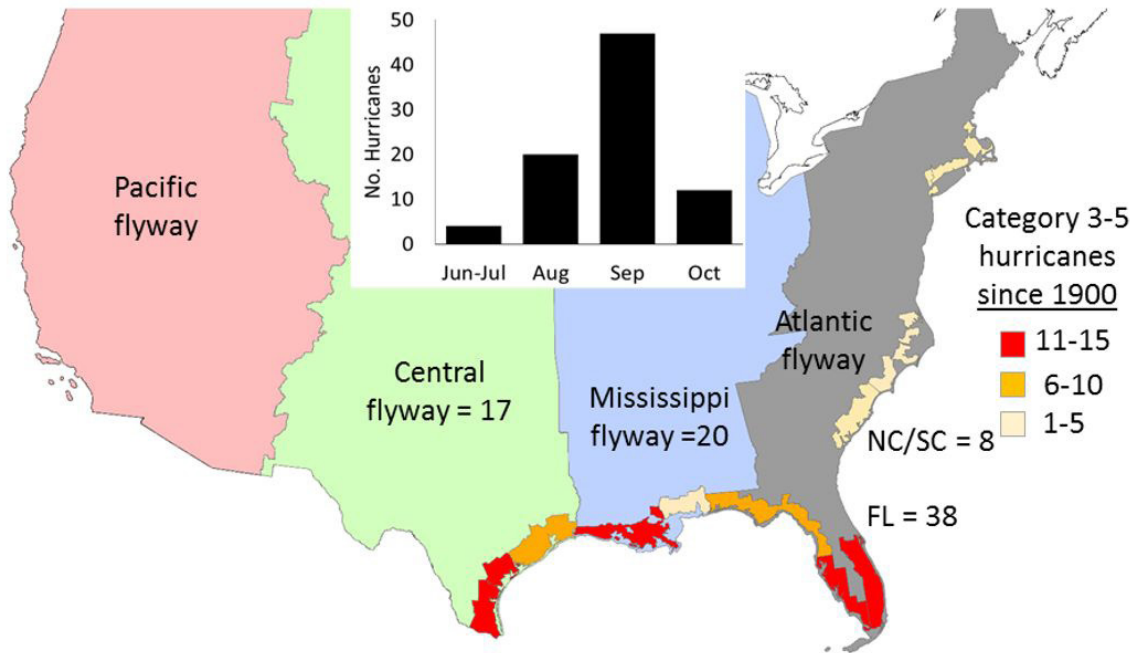 50
40
30
20
10
0
No. Hurricanes
Jun-Jul Aug Sep Oct
Pacific
flyway
Central
flyway = 17
Mississippi
flyway =20
Atlantic
flyway
NC/SC = 8
FL = 38
Category 3-5
hurricanes
since 1900
11-15
6-10
1-5